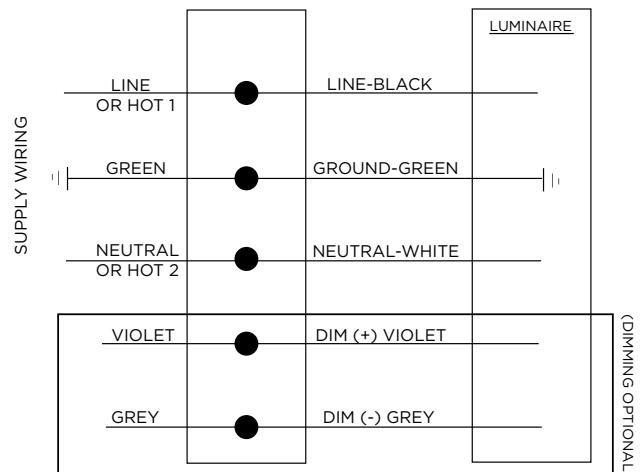 LUMINAIRE
LINE
OR HOT 1
LINE-BLACK
SUPPLY WIRING
GREEN
GROUND-GREEN
NEUTRAL
OR HOT 2
NEUTRAL-WHITE
VIOLET
DIM (+) VIOLET
GREY
DIM (-) GREY
(DIMMING OPTIONAL